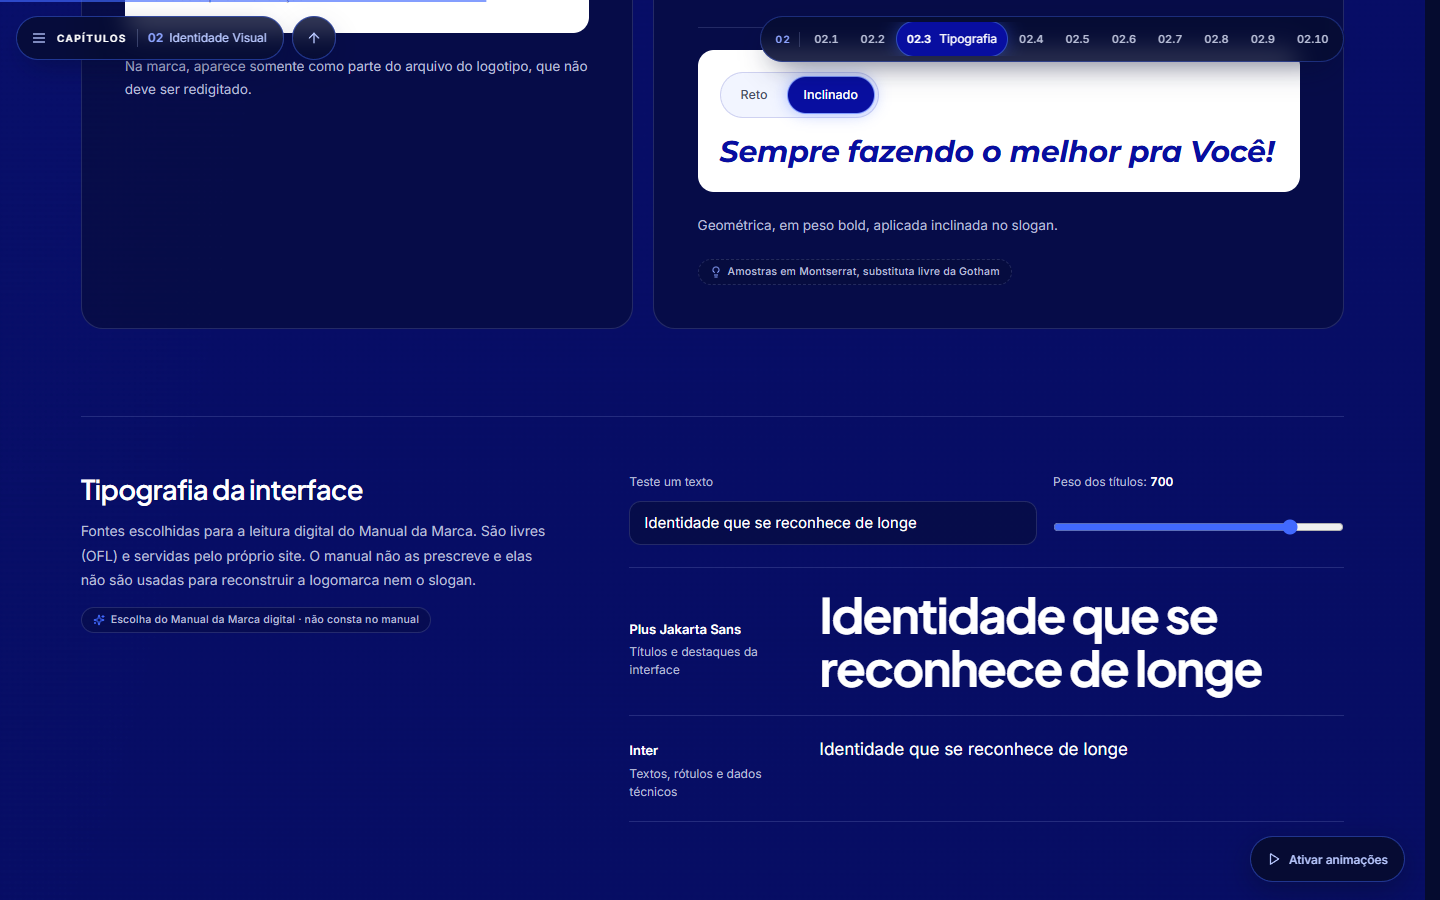 CAPÍTULOS
02 Identidade Visual
02
02.1
02.2
02.3 Tipografia
02.4
02.5
02.6
02.7
02.8
02.9
02.10
Na marca, aparece somente como parte do arquivo do logotipo, que não
deve ser redigitado.
Reto
Inclinado
Sempre fazendo o melhor pra Você!
Geométrica, em peso bold, aplicada inclinada no slogan.
Amostras em Montserrat, substituta livre da Gotham
Tipografia da interface
Fontes escolhidas para a leitura digital do Manual da Marca. São livres
(OFL) e servidas pelo próprio site. O manual não as prescreve e elas
não são usadas para reconstruir a logomarca nem o slogan.
Escolha do Manual da Marca digital · não consta no manual
Teste um texto
Identidade que se reconhece de longe
Peso dos títulos: 700
Plus Jakarta Sans
Títulos e destaques da
interface
Identidade que se
reconhece de longe
Inter
Textos, rótulos e dados
técnicos
Identidade que se reconhece de longe
Ativar animações